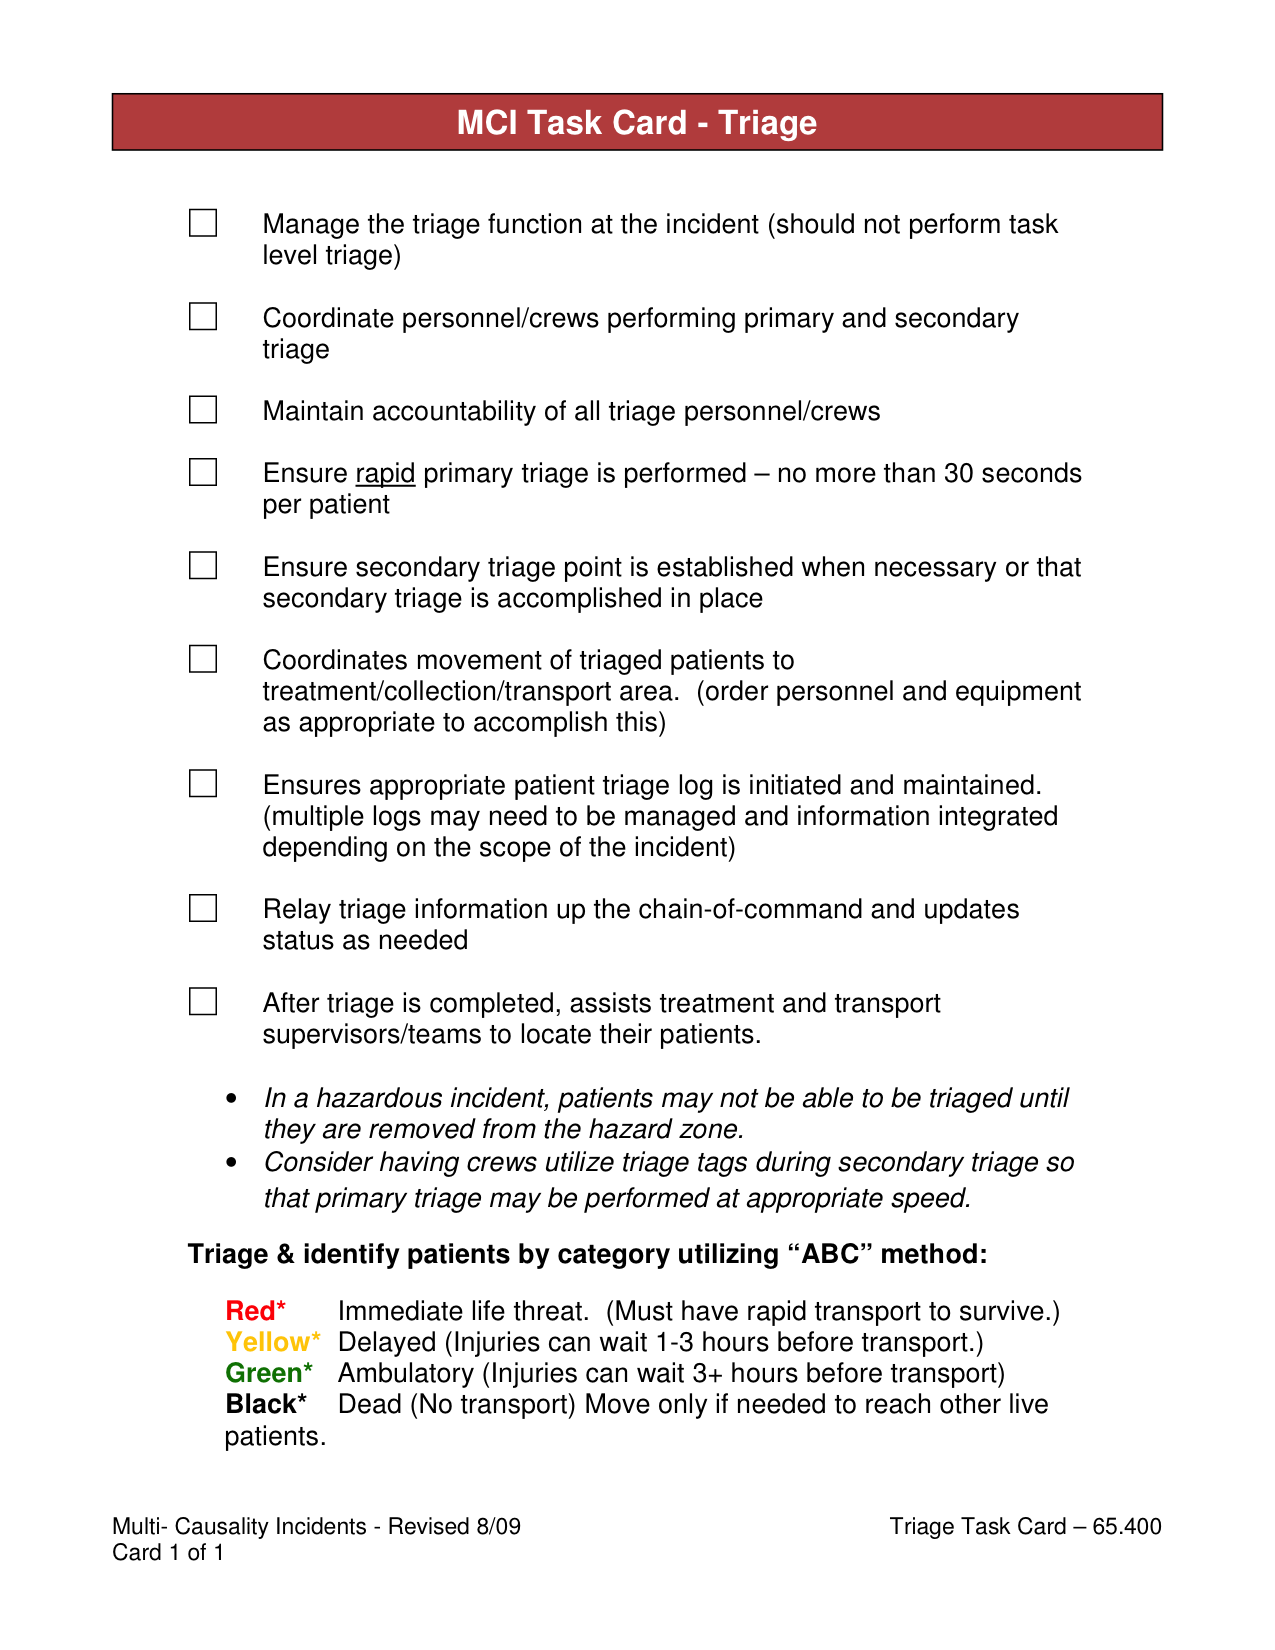 MCI Task Card - Triage
Manage the triage function at the incident (should not perform task
level triage)
Coordinate personnel/crews performing primary and secondary
triage
Maintain accountability of all triage personnel/crews
Ensure rapid primary triage is performed – no more than 30 seconds
per patient
Ensure secondary triage point is established when necessary or that
secondary triage is accomplished in place
Coordinates movement of triaged patients to
treatment/collection/transport area.  (order personnel and equipment
as appropriate to accomplish this)
Ensures appropriate patient triage log is initiated and maintained.
(multiple logs may need to be managed and information integrated
depending on the scope of the incident)
Relay triage information up the chain-of-command and updates
status as needed
After triage is completed, assists treatment and transport
supervisors/teams to locate their patients.
• In a hazardous incident, patients may not be able to be triaged until
they are removed from the hazard zone.
• Consider having crews utilize triage tags during secondary triage so
that primary triage may be performed at appropriate speed.
Triage & identify patients by category utilizing “ABC” method:
Red* Immediate life threat.  (Must have rapid transport to survive.)
Yellow* Delayed (Injuries can wait 1-3 hours before transport.)
Green* Ambulatory (Injuries can wait 3+ hours before transport)
Black* Dead (No transport) Move only if needed to reach other live
patients.
Multi- Causality Incidents - Revised 8/09 Triage Task Card – 65.400
Card 1 of 1